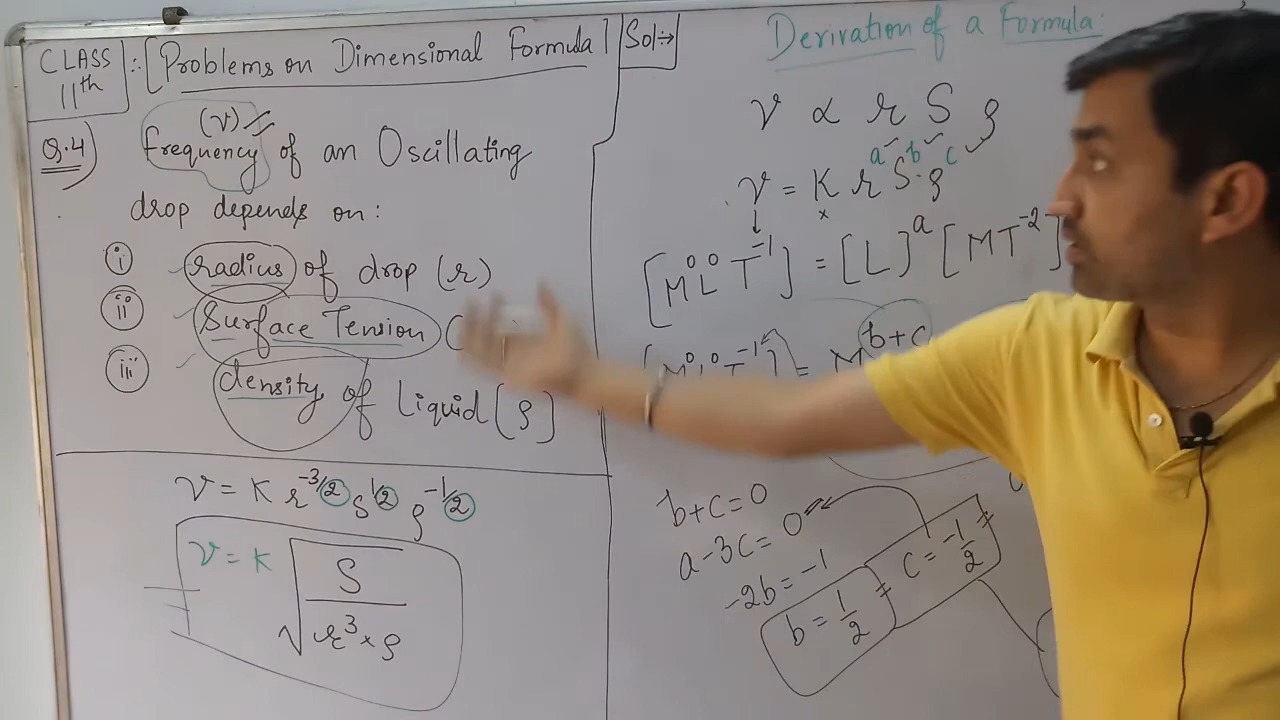 CLASS 11th :- [Problems on Dimensional Formula]
Q.4) (ν) frequency of an Oscillating
drop depends on:
(i) radius of drop (r)
(ii) Surface Tension (
(iii) density of Liquid (ρ)
ν = K r^-3/2 S^1/2 ρ^-1/2
ν = K √(S / r³ × ρ)
Sol:→
Derivation of a Formula:
ν ∝ r S ρ
ν = K r^a S^b ρ^c
[M⁰L⁰T^-1] = [L]^a [MT^-2]
[M⁰L⁰T^-1] = M^b+c
b+c=0
a-3c=0
-2b=-1
b=1/2
c=-1/2